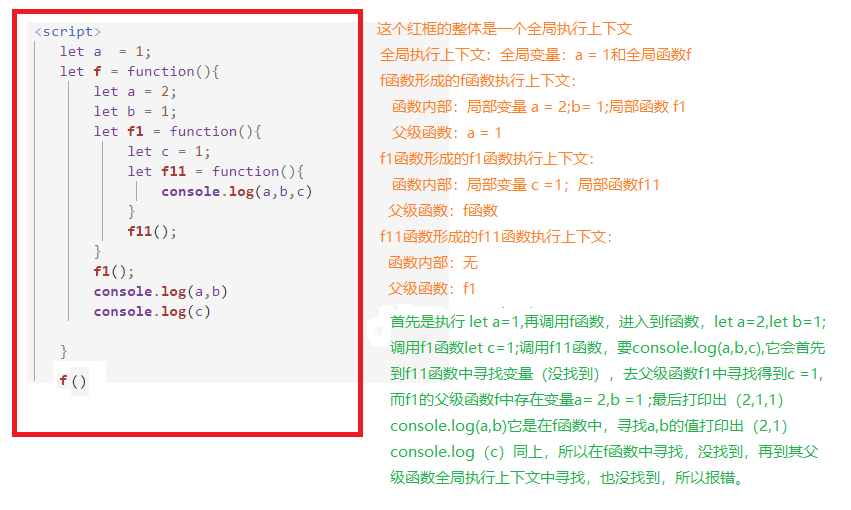 <script>
let a = 1;
let f = function(){
let a = 2;
let b = 1;
let f1 = function(){
let c = 1;
let f11 = function(){
console.log(a,b,c)
}
f11();
}
f1();
console.log(a,b)
console.log(c)
}
f()
这个红框的整体是一个全局执行上下文
全局执行上下文：全局变量：a = 1和全局函数f
f函数形成的f函数执行上下文：
函数内部：局部变量 a = 2;b= 1;局部函数 f1
父级函数：a = 1
f1函数形成的f1函数执行上下文：
函数内部：局部变量 c =1；局部函数f11
父级函数：f函数
f11函数形成的f11函数执行上下文：
函数内部：无
父级函数：f1
首先是执行 let a=1,再调用f函数，进入到f函数，let a=2,let b=1;
调用f1函数let c=1;调用f11函数，要console.log(a,b,c),它会首先
到f11函数中寻找变量（没找到），去父级函数f1中寻找得到c =1,
而f1的父级函数f中存在变量a= 2,b =1 ;最后打印出（2,1,1）
console.log(a,b)它是在f函数中，寻找a,b的值打印出（2,1）
console.log（c）同上，所以在f函数中寻找，没找到，再到其父
级函数全局执行上下文中寻找，也没找到，所以报错。